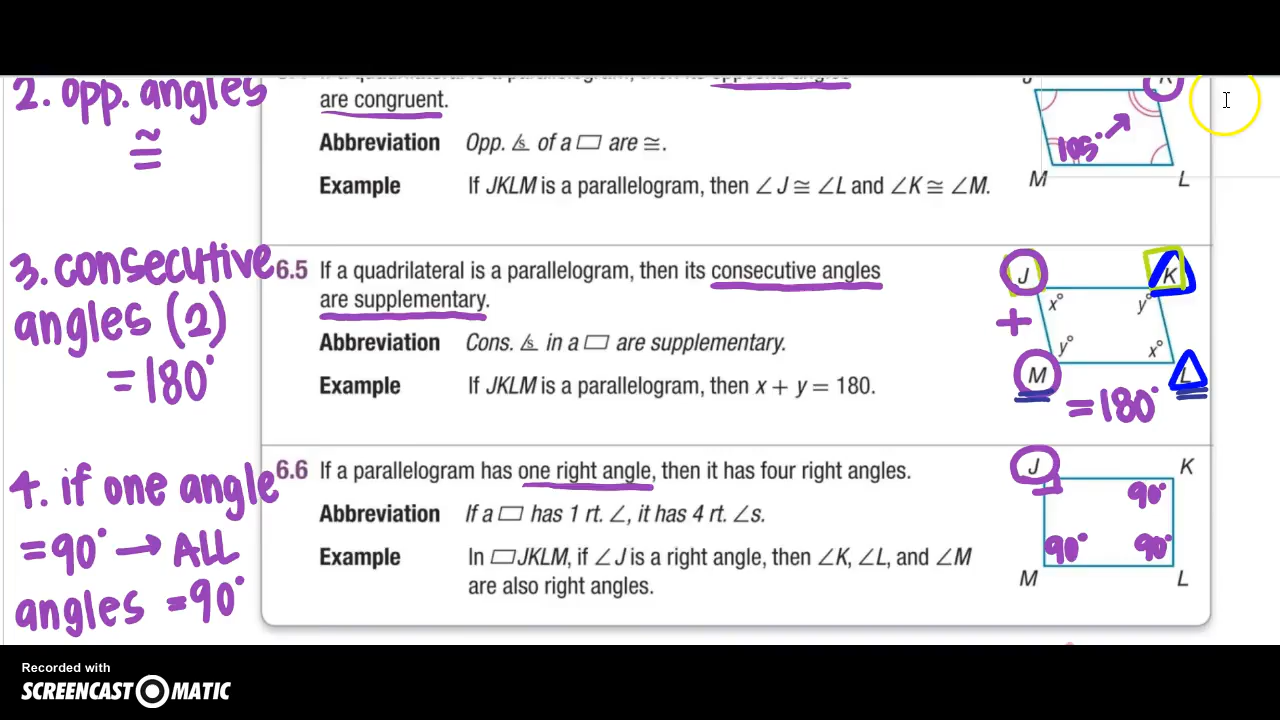 2. opp. angles
≅
are congruent.
Abbreviation Opp. ∠s of a ▱ are ≅.
Example If JKLM is a parallelogram, then ∠J ≅ ∠L and ∠K ≅ ∠M.
K
105°
M L
3. consecutive
angles (2)
= 180°
6.5 If a quadrilateral is a parallelogram, then its consecutive angles
are supplementary.
Abbreviation Cons. ∠s in a ▱ are supplementary.
Example If JKLM is a parallelogram, then x + y = 180.
J K
x° y°
+
y° x°
M L
= 180°
4. if one angle
= 90° → ALL
angles = 90°
6.6 If a parallelogram has one right angle, then it has four right angles.
Abbreviation If a ▱ has 1 rt. ∠, it has 4 rt. ∠s.
Example In ▱JKLM, if ∠J is a right angle, then ∠K, ∠L, and ∠M
are also right angles.
J K
90°
90° 90°
M L
Recorded with
SCREENCAST-O-MATIC